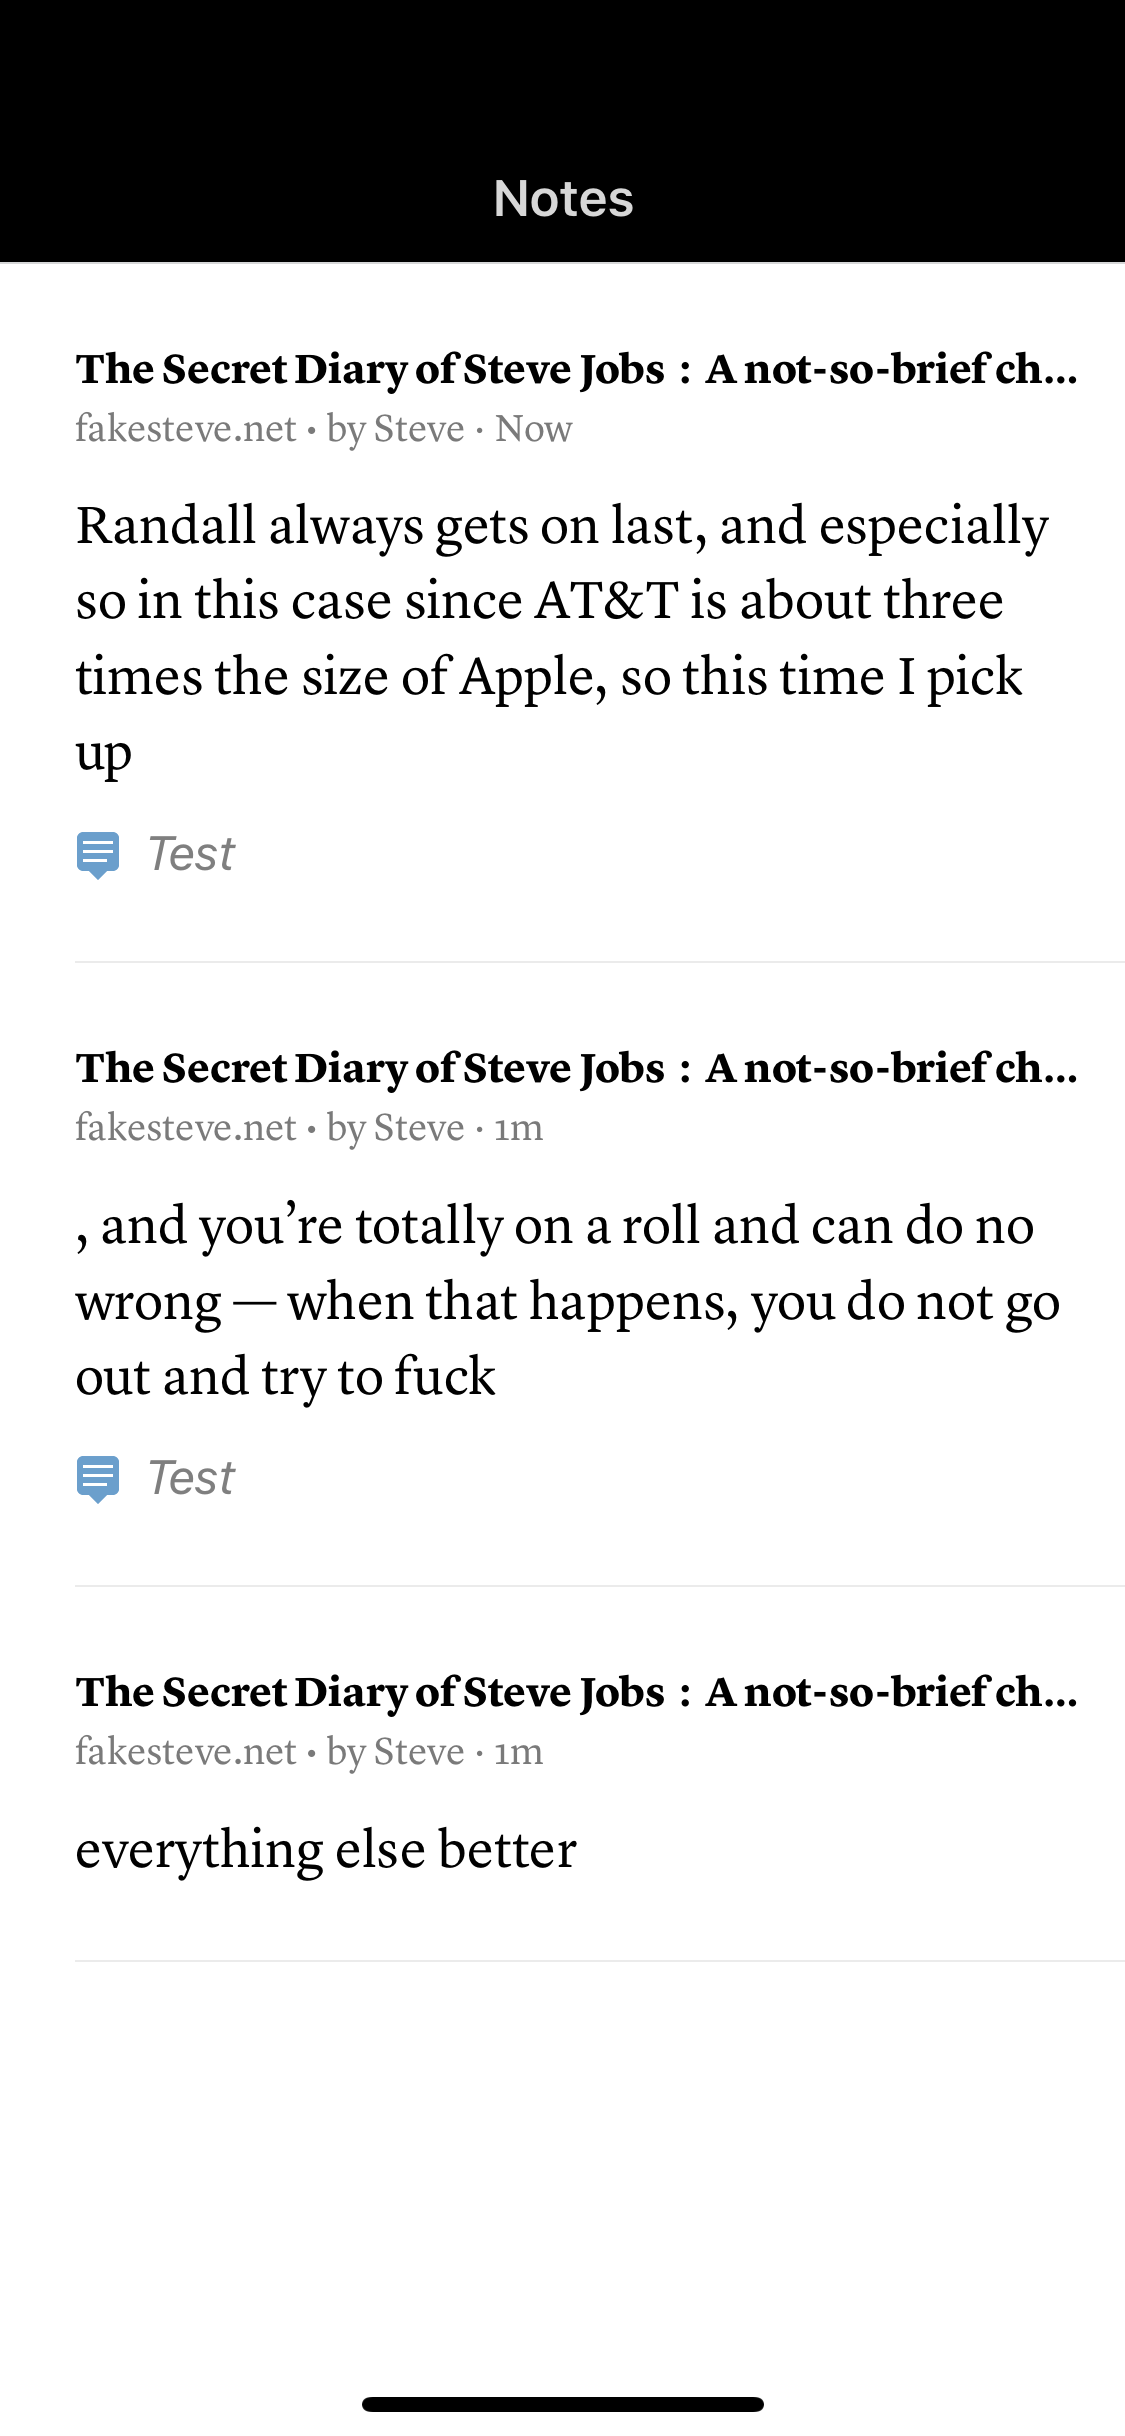 Notes
The Secret Diary of Steve Jobs : A not-so-brief ch...
fakesteve.net • by Steve · Now
Randall always gets on last, and especially
so in this case since AT&T is about three
times the size of Apple, so this time I pick
up
Test
The Secret Diary of Steve Jobs : A not-so-brief ch...
fakesteve.net • by Steve · 1m
, and you’re totally on a roll and can do no
wrong — when that happens, you do not go
out and try to fuck
Test
The Secret Diary of Steve Jobs : A not-so-brief ch...
fakesteve.net • by Steve · 1m
everything else better